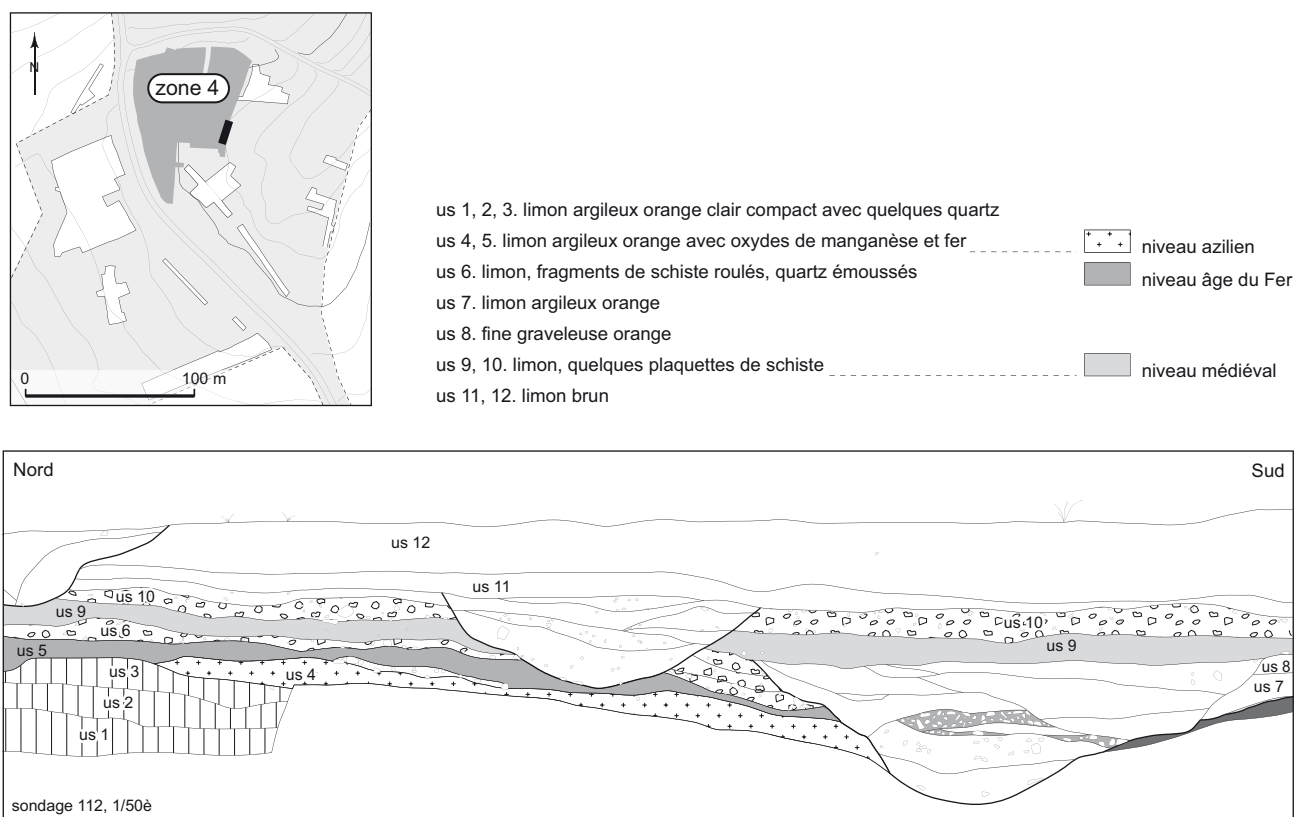 N
zone 4
0 100 m
us 1, 2, 3. limon argileux orange clair compact avec quelques quartz
us 4, 5. limon argileux orange avec oxydes de manganèse et fer
niveau azilien
us 6. limon, fragments de schiste roulés, quartz émoussés
niveau âge du Fer
us 7. limon argileux orange
us 8. fine graveleuse orange
us 9, 10. limon, quelques plaquettes de schiste
niveau médiéval
us 11, 12. limon brun
Nord
Sud
us 12
us 11
us 10
us 9
us 6
us 5
us 3
us 4
us 2
us 1
us 10
us 9
us 8
us 7
sondage 112, 1/50è